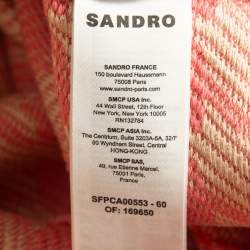 SANDRO
SANDRO FRANCE
150 boulevard Haussmann
75008 Paris
www.sandro-paris.com
SMCP USA Inc.
44 Wall Street, 12th Floor
New York, New York 10005
RN132784
SMCP ASIA Inc.
The Centrium, Suite 3203A-5A, 32/F
60 Wyndham Street, Central
HONG-KONG
SMCP SAS,
49, rue Etienne Marcel,
75001 Paris,
France
SFPCA00553 - 60
OF: 169650